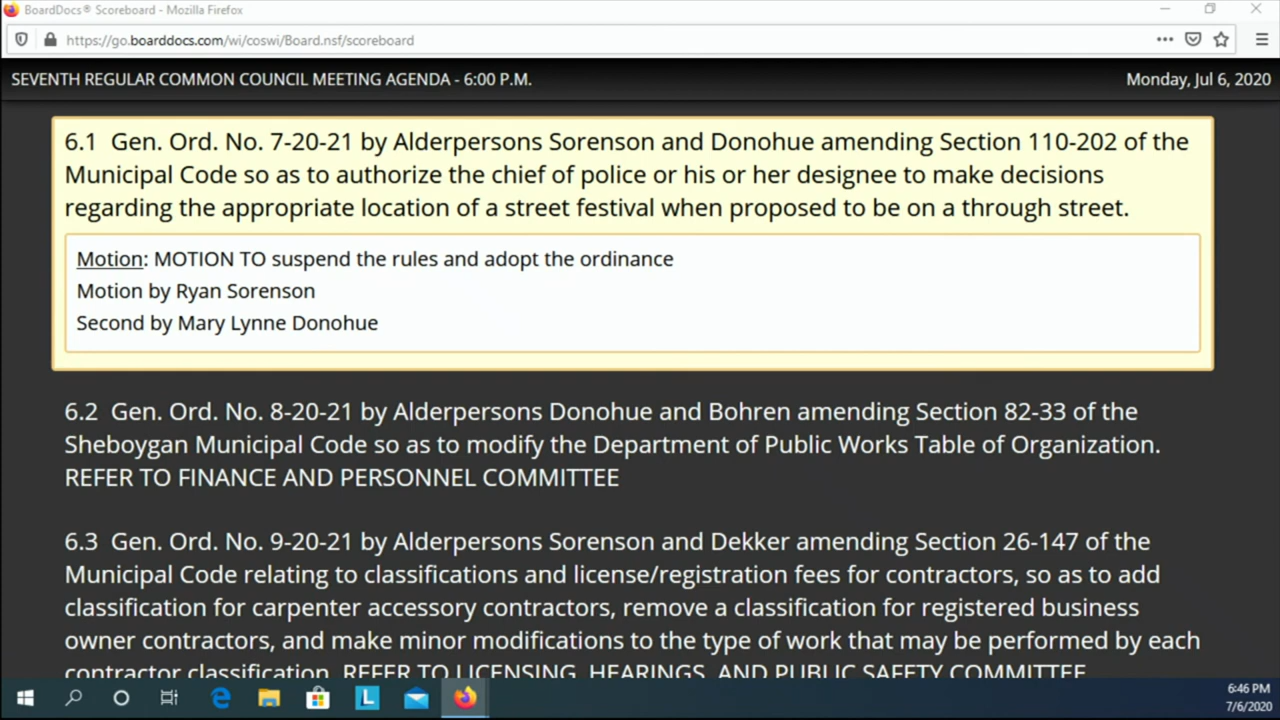 BoardDocs® Scoreboard - Mozilla Firefox
https://go.boarddocs.com/wi/coswi/Board.nsf/scoreboard
SEVENTH REGULAR COMMON COUNCIL MEETING AGENDA - 6:00 P.M.
Monday, Jul 6, 2020
6.1 Gen. Ord. No. 7-20-21 by Alderpersons Sorenson and Donohue amending Section 110-202 of the
Municipal Code so as to authorize the chief of police or his or her designee to make decisions
regarding the appropriate location of a street festival when proposed to be on a through street.
Motion: MOTION TO suspend the rules and adopt the ordinance
Motion by Ryan Sorenson
Second by Mary Lynne Donohue
6.2 Gen. Ord. No. 8-20-21 by Alderpersons Donohue and Bohren amending Section 82-33 of the
Sheboygan Municipal Code so as to modify the Department of Public Works Table of Organization.
REFER TO FINANCE AND PERSONNEL COMMITTEE
6.3 Gen. Ord. No. 9-20-21 by Alderpersons Sorenson and Dekker amending Section 26-147 of the
Municipal Code relating to classifications and license/registration fees for contractors, so as to add
classification for carpenter accessory contractors, remove a classification for registered business
owner contractors, and make minor modifications to the type of work that may be performed by each
contractor classification. REFER TO LICENSING, HEARINGS, AND PUBLIC SAFETY COMMITTEE
L
6:46 PM
7/6/2020